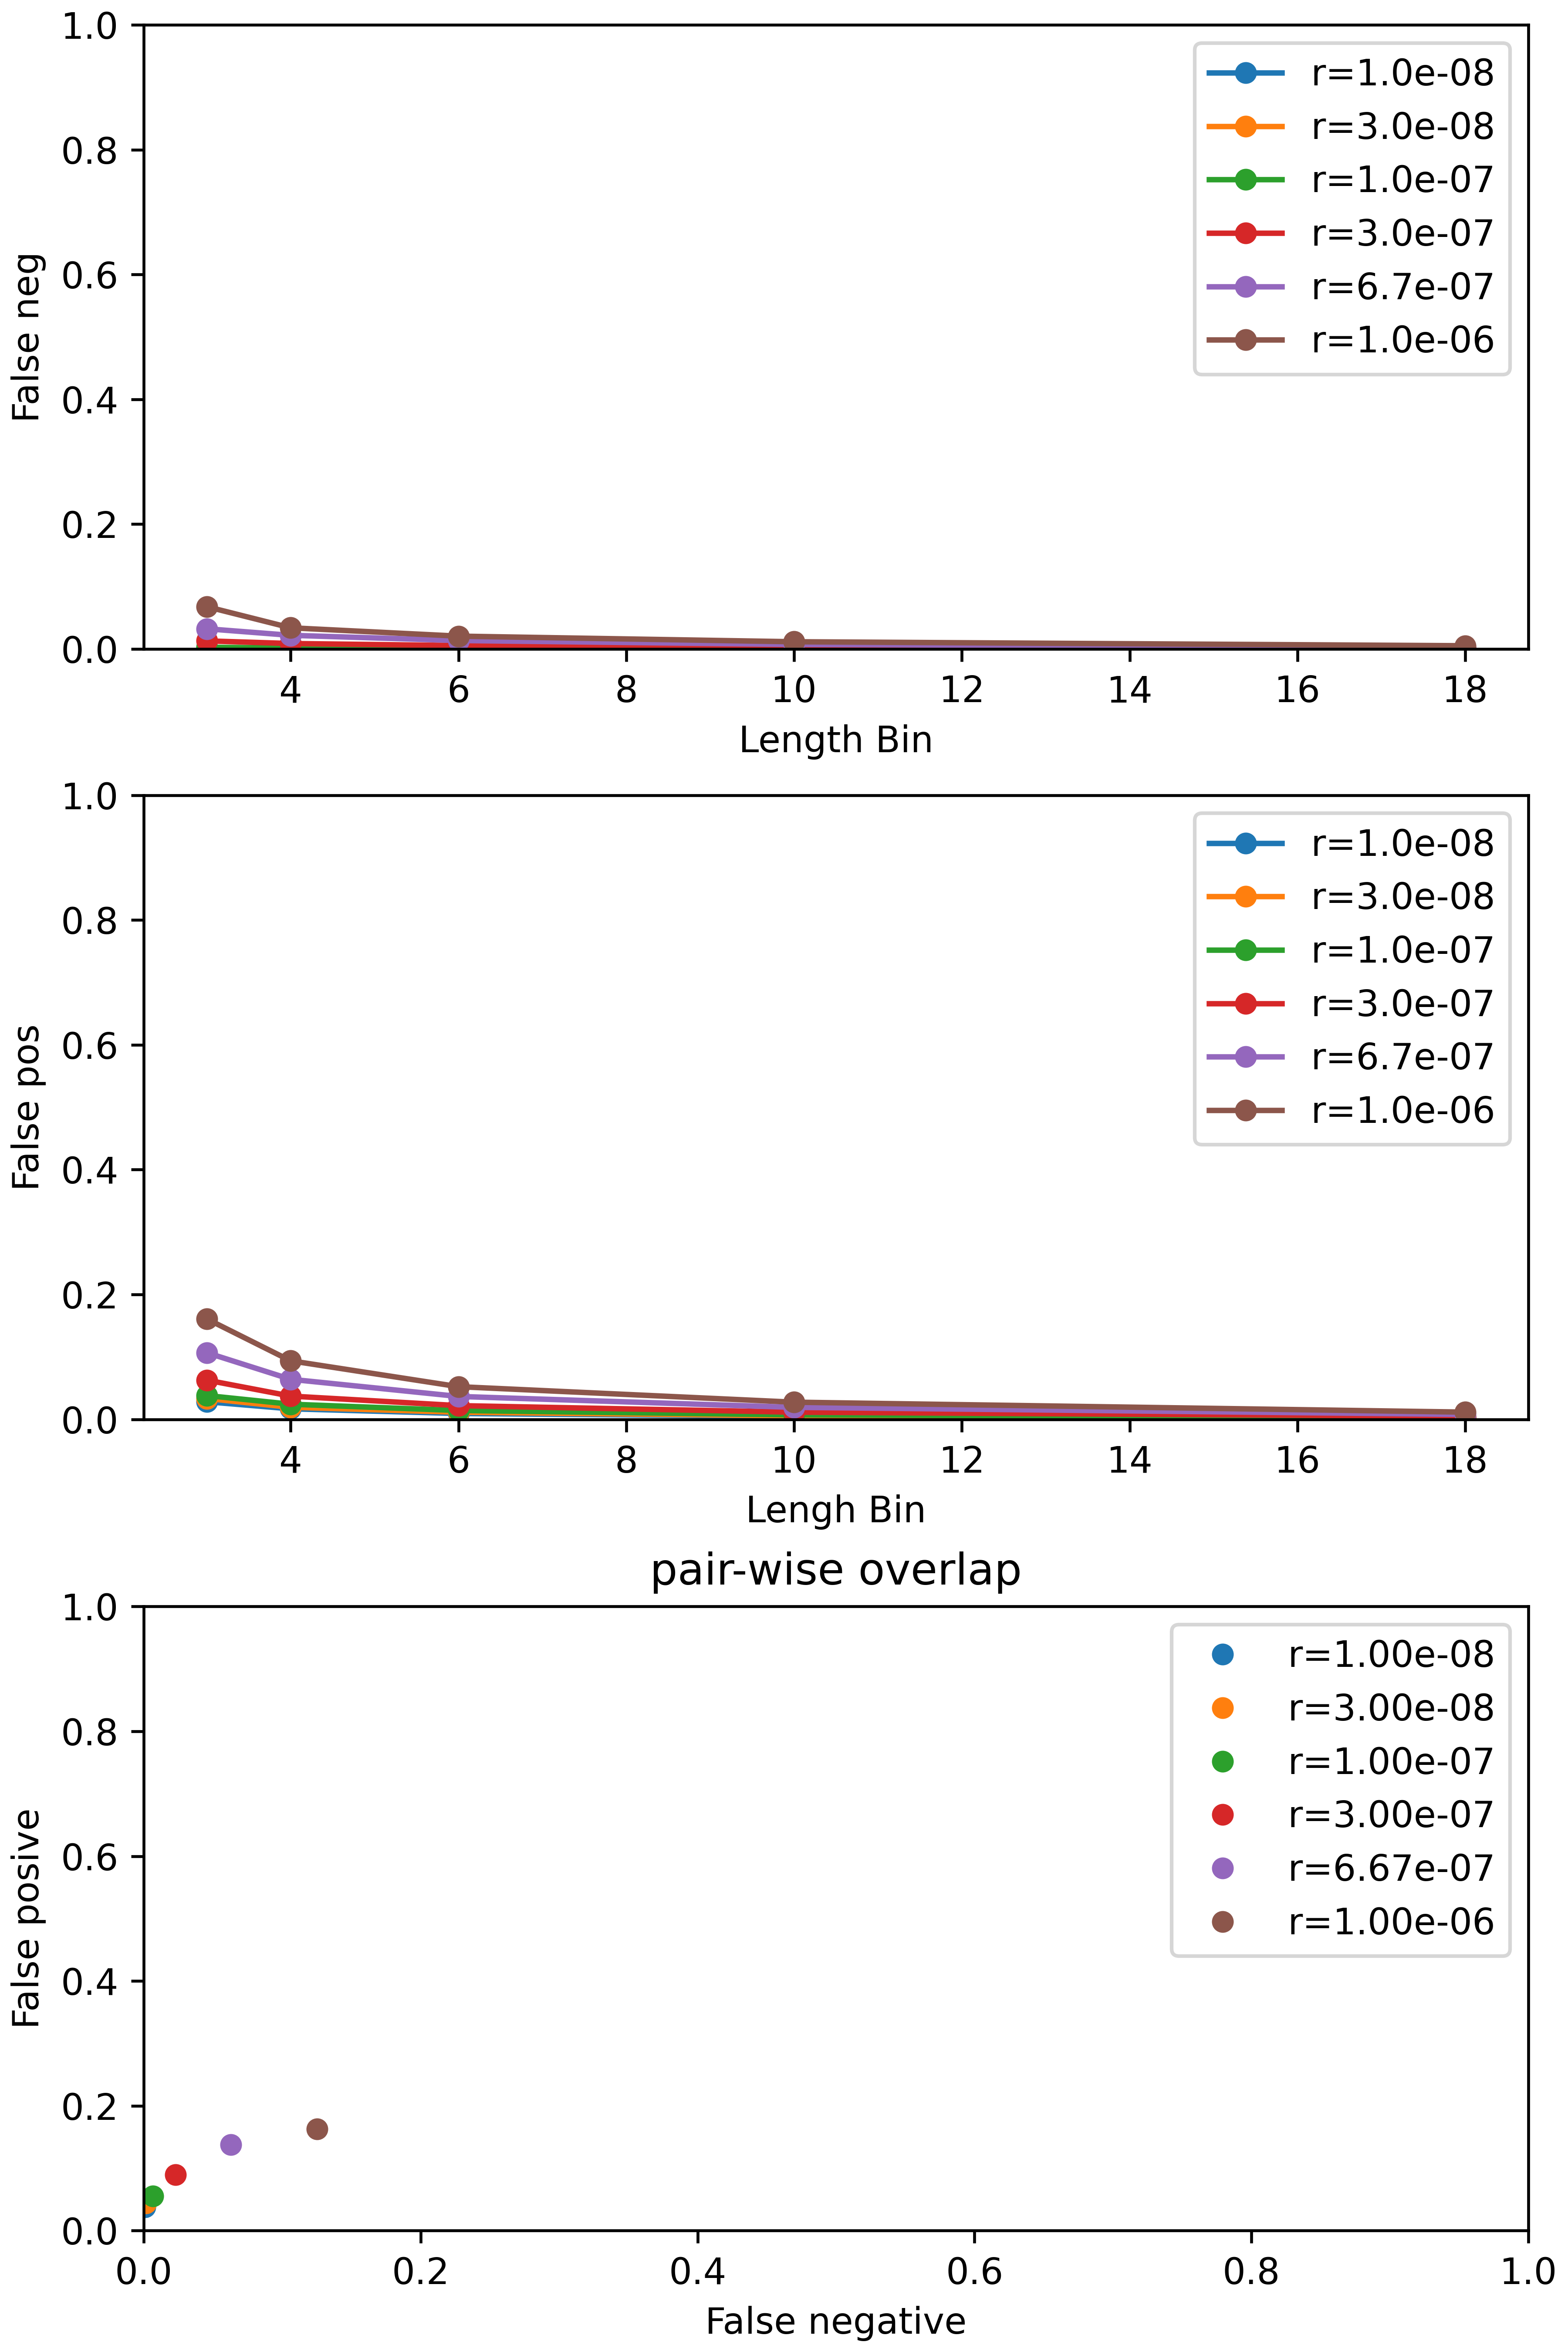 1.0
0.8
0.6
0.4
0.2
0.0
False neg
r=1.0e-08
r=3.0e-08
r=1.0e-07
r=3.0e-07
r=6.7e-07
r=1.0e-06
4 6 8 10 12 14 16 18
Length Bin
1.0
0.8
0.6
0.4
0.2
0.0
False pos
r=1.0e-08
r=3.0e-08
r=1.0e-07
r=3.0e-07
r=6.7e-07
r=1.0e-06
4 6 8 10 12 14 16 18
Lengh Bin
pair-wise overlap
1.0
0.8
0.6
0.4
0.2
0.0
False posive
r=1.00e-08
r=3.00e-08
r=1.00e-07
r=3.00e-07
r=6.67e-07
r=1.00e-06
0.0 0.2 0.4 0.6 0.8 1.0
False negative